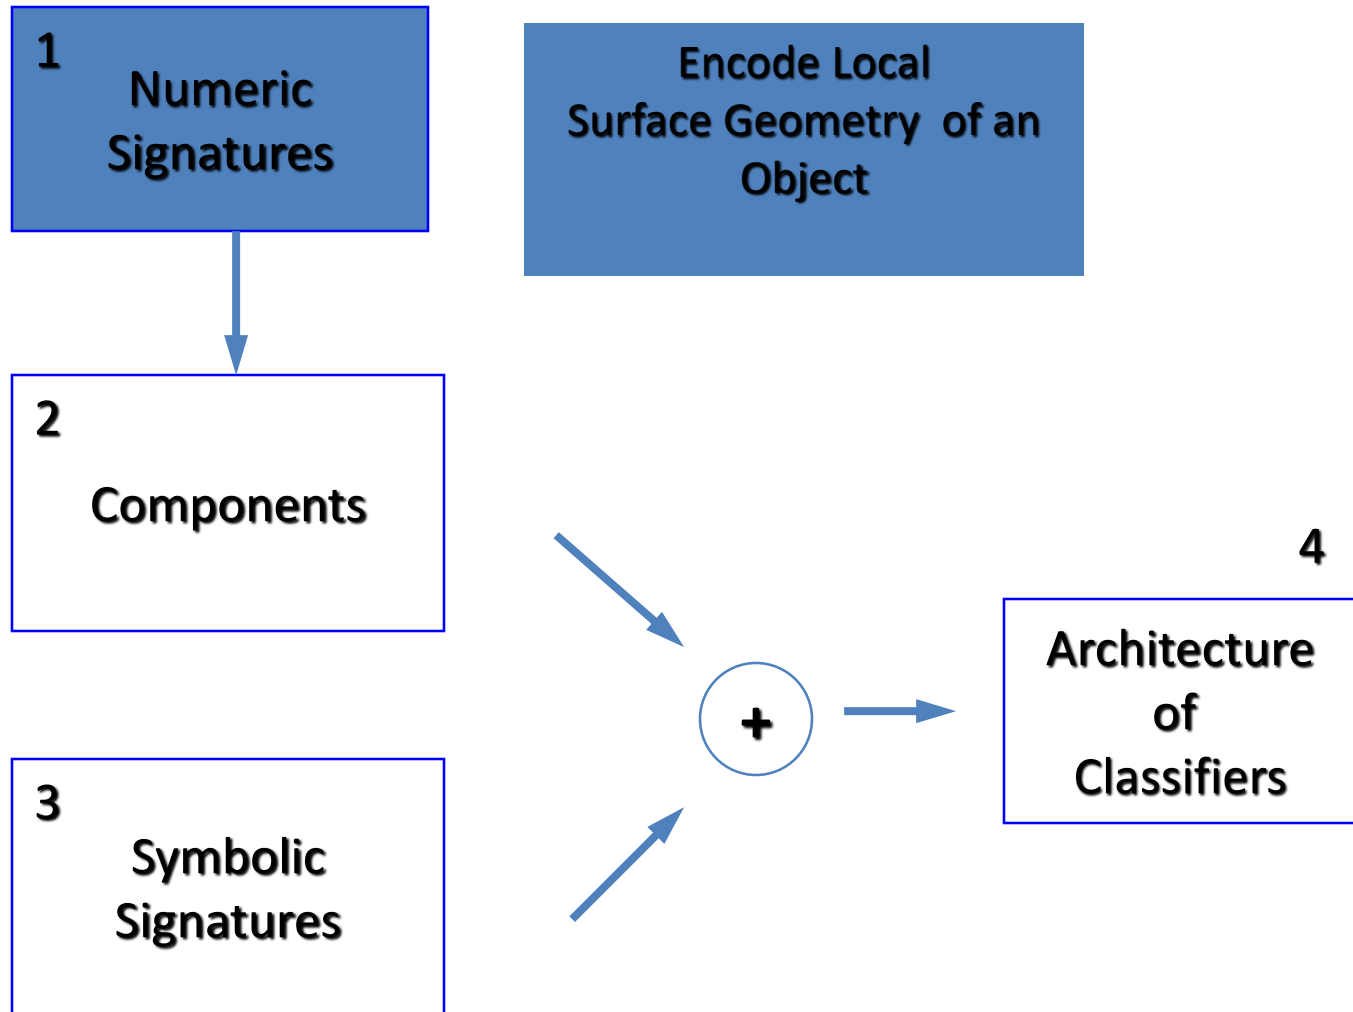 1
Numeric
Signatures
Encode Local
Surface Geometry of an
Object
2
Components
3
Symbolic
Signatures
+
4
Architecture
of
Classifiers